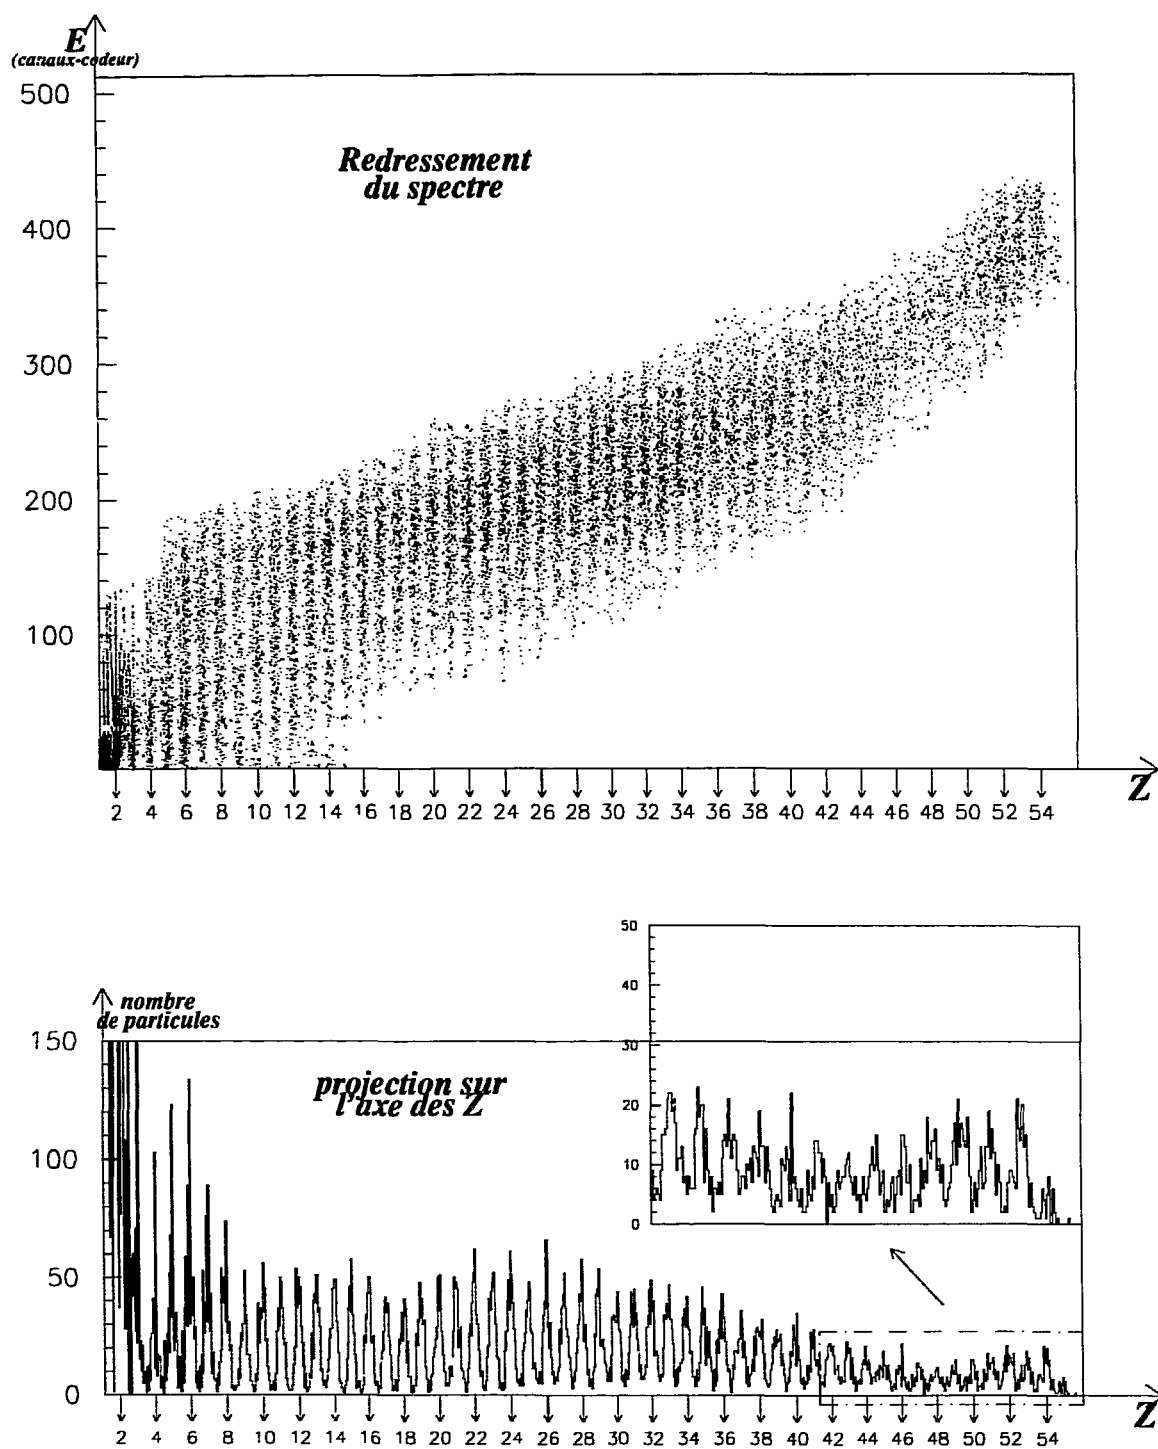 E
(canaux-codeur)
500
400
300
200
100
Redressement
du spectre
2 4 6 8 10 12 14 16 18 20 22 24 26 28 30 32 34 36 38 40 42 44 46 48 50 52 54
Z
nombre
de particules
150
100
50
0
projection sur
l'axe des Z
50
40
30
20
10
0
2 4 6 8 10 12 14 16 18 20 22 24 26 28 30 32 34 36 38 40 42 44 46 48 50 52 54
Z